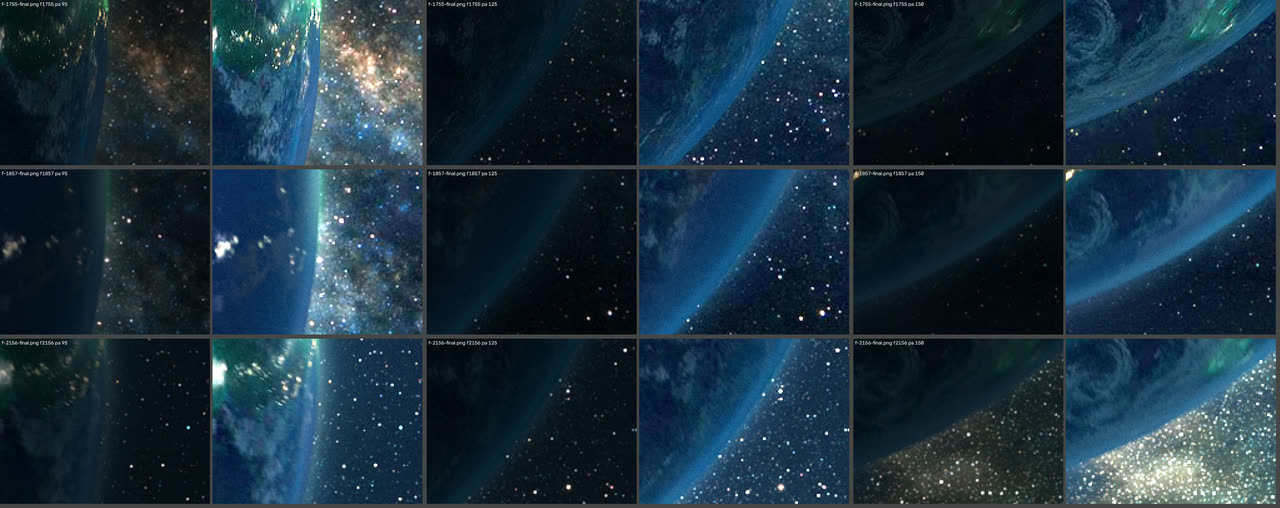 f-1755-final.png f1755 pa 95
f-1755-final.png f1755 pa 125
f-1755-final.png f1755 pa 150
f-1857-final.png f1857 pa 95
f-1857-final.png f1857 pa 125
f-1857-final.png f1857 pa 150
f-2156-final.png f2156 pa 95
f-2156-final.png f2156 pa 125
f-2156-final.png f2156 pa 150